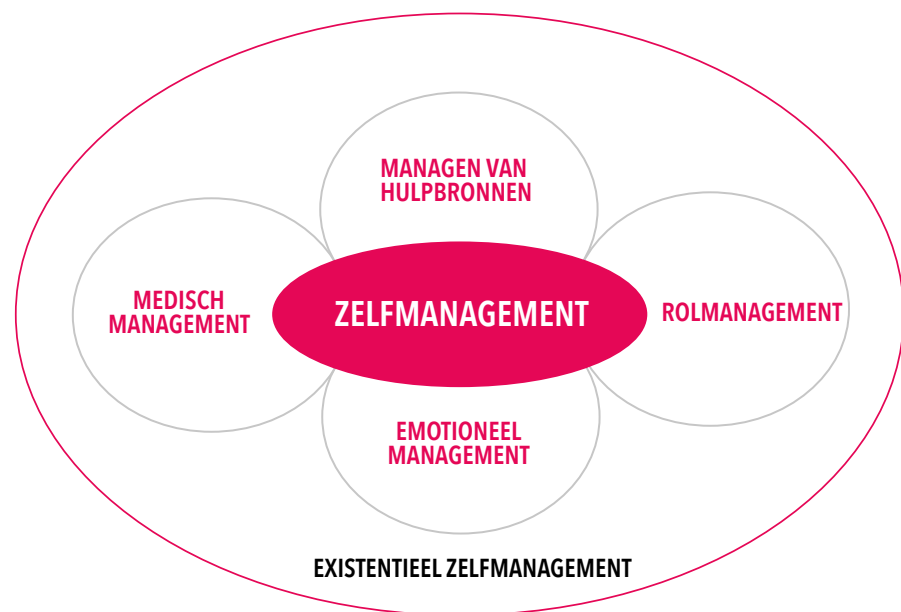 MANAGEN VAN
HULPBRONNEN
MEDISCH
MANAGEMENT
ZELFMANAGEMENT
ROLMANAGEMENT
EMOTIONEEL
MANAGEMENT
EXISTENTIEEL ZELFMANAGEMENT